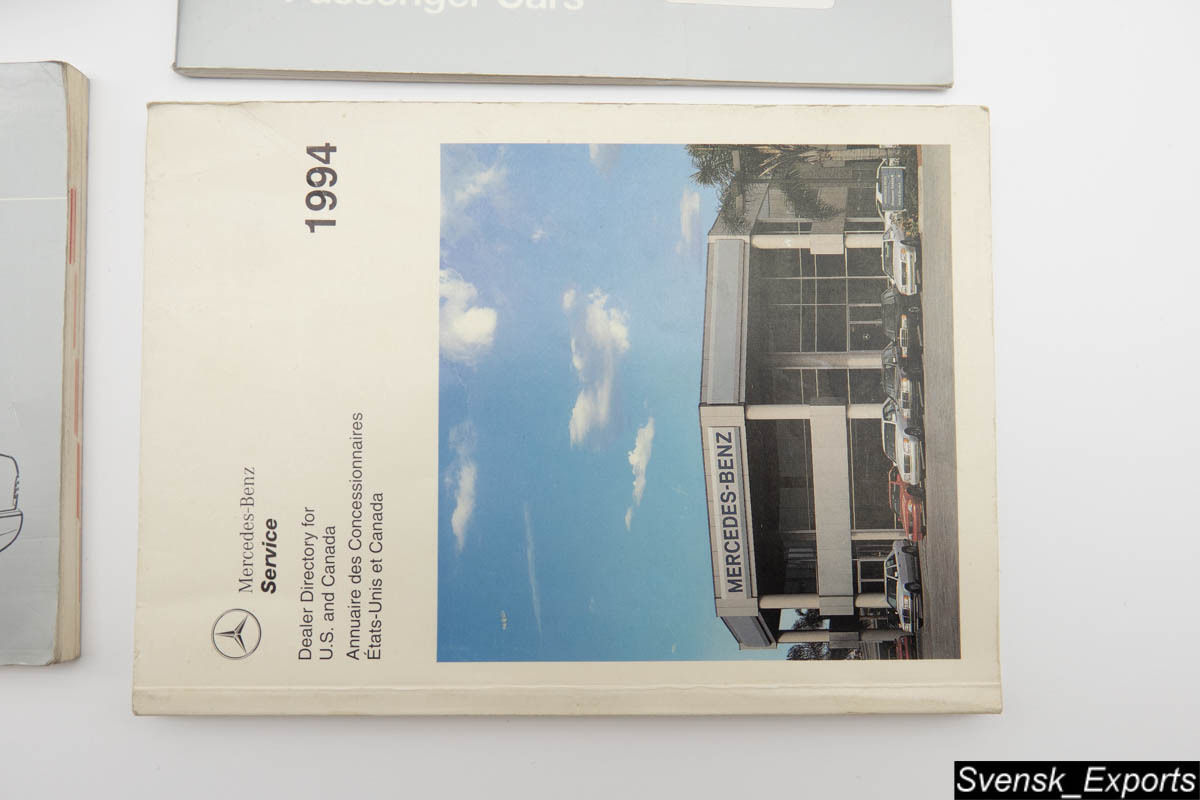 Passenger Cars
1994
Mercedes-Benz
Service
Dealer Directory for
U.S. and Canada
Annuaire des Concessionnaires
États-Unis et Canada
MERCEDES-BENZ
Svensk_Exports